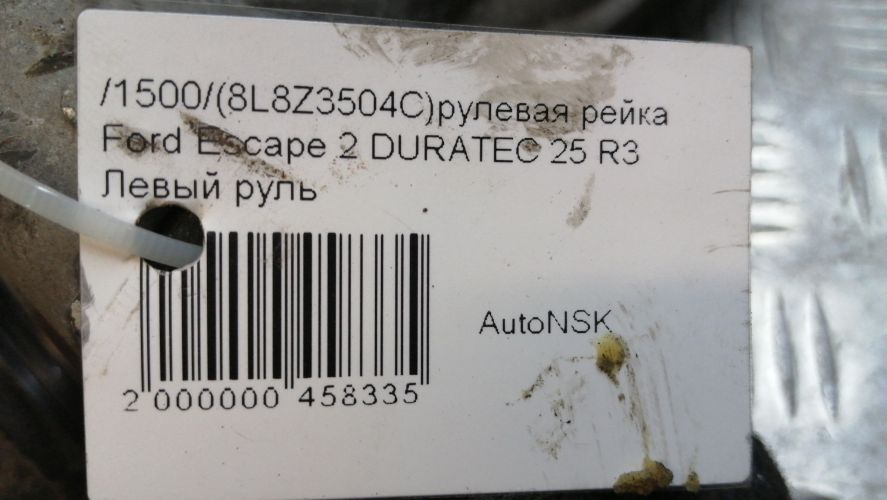 /1500/(8L8Z3504C)рулевая рейка
Ford Escape 2 DURATEC 25 R3
Левый руль
AutoNSK
2 000000 458335